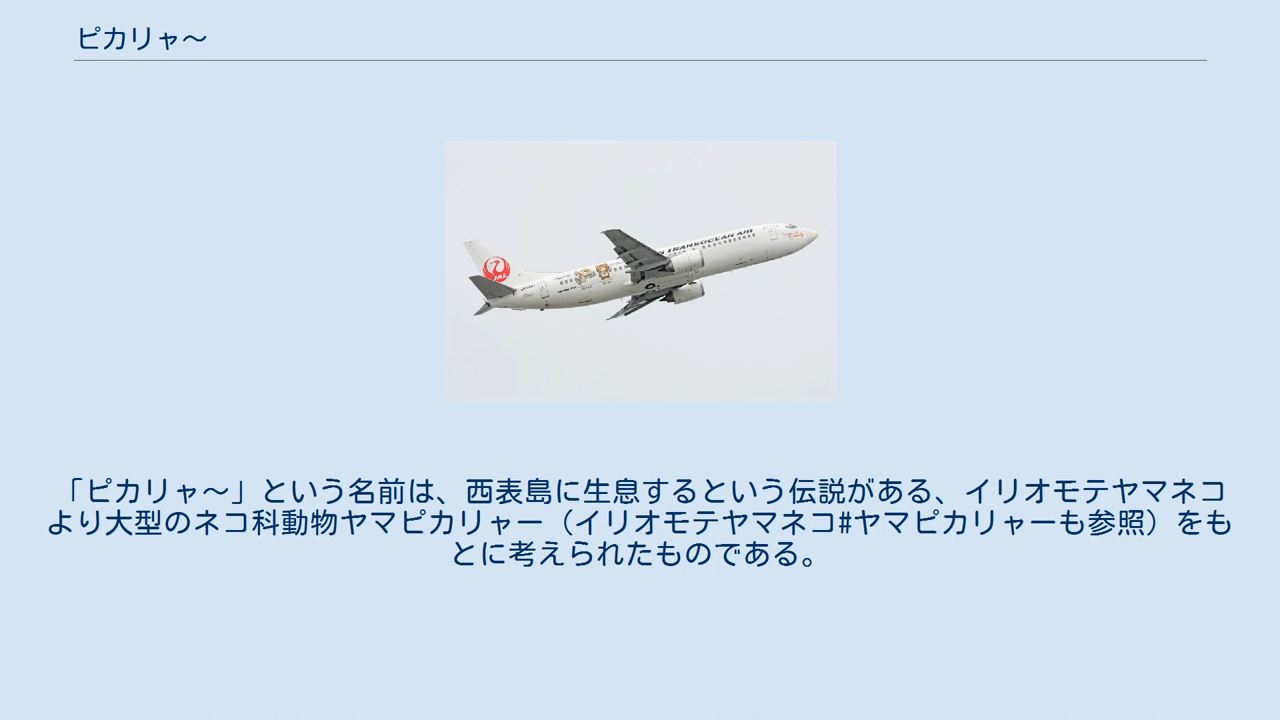 ピカリャ〜
JAL
TRANSOCEAN AIR
「ピカリャ〜」という名前は、西表島に生息するという伝説がある、イリオモテヤマネコ
より大型のネコ科動物ヤマピカリャー（イリオモテヤマネコ#ヤマピカリャーも参照）をも
とに考えられたものである。